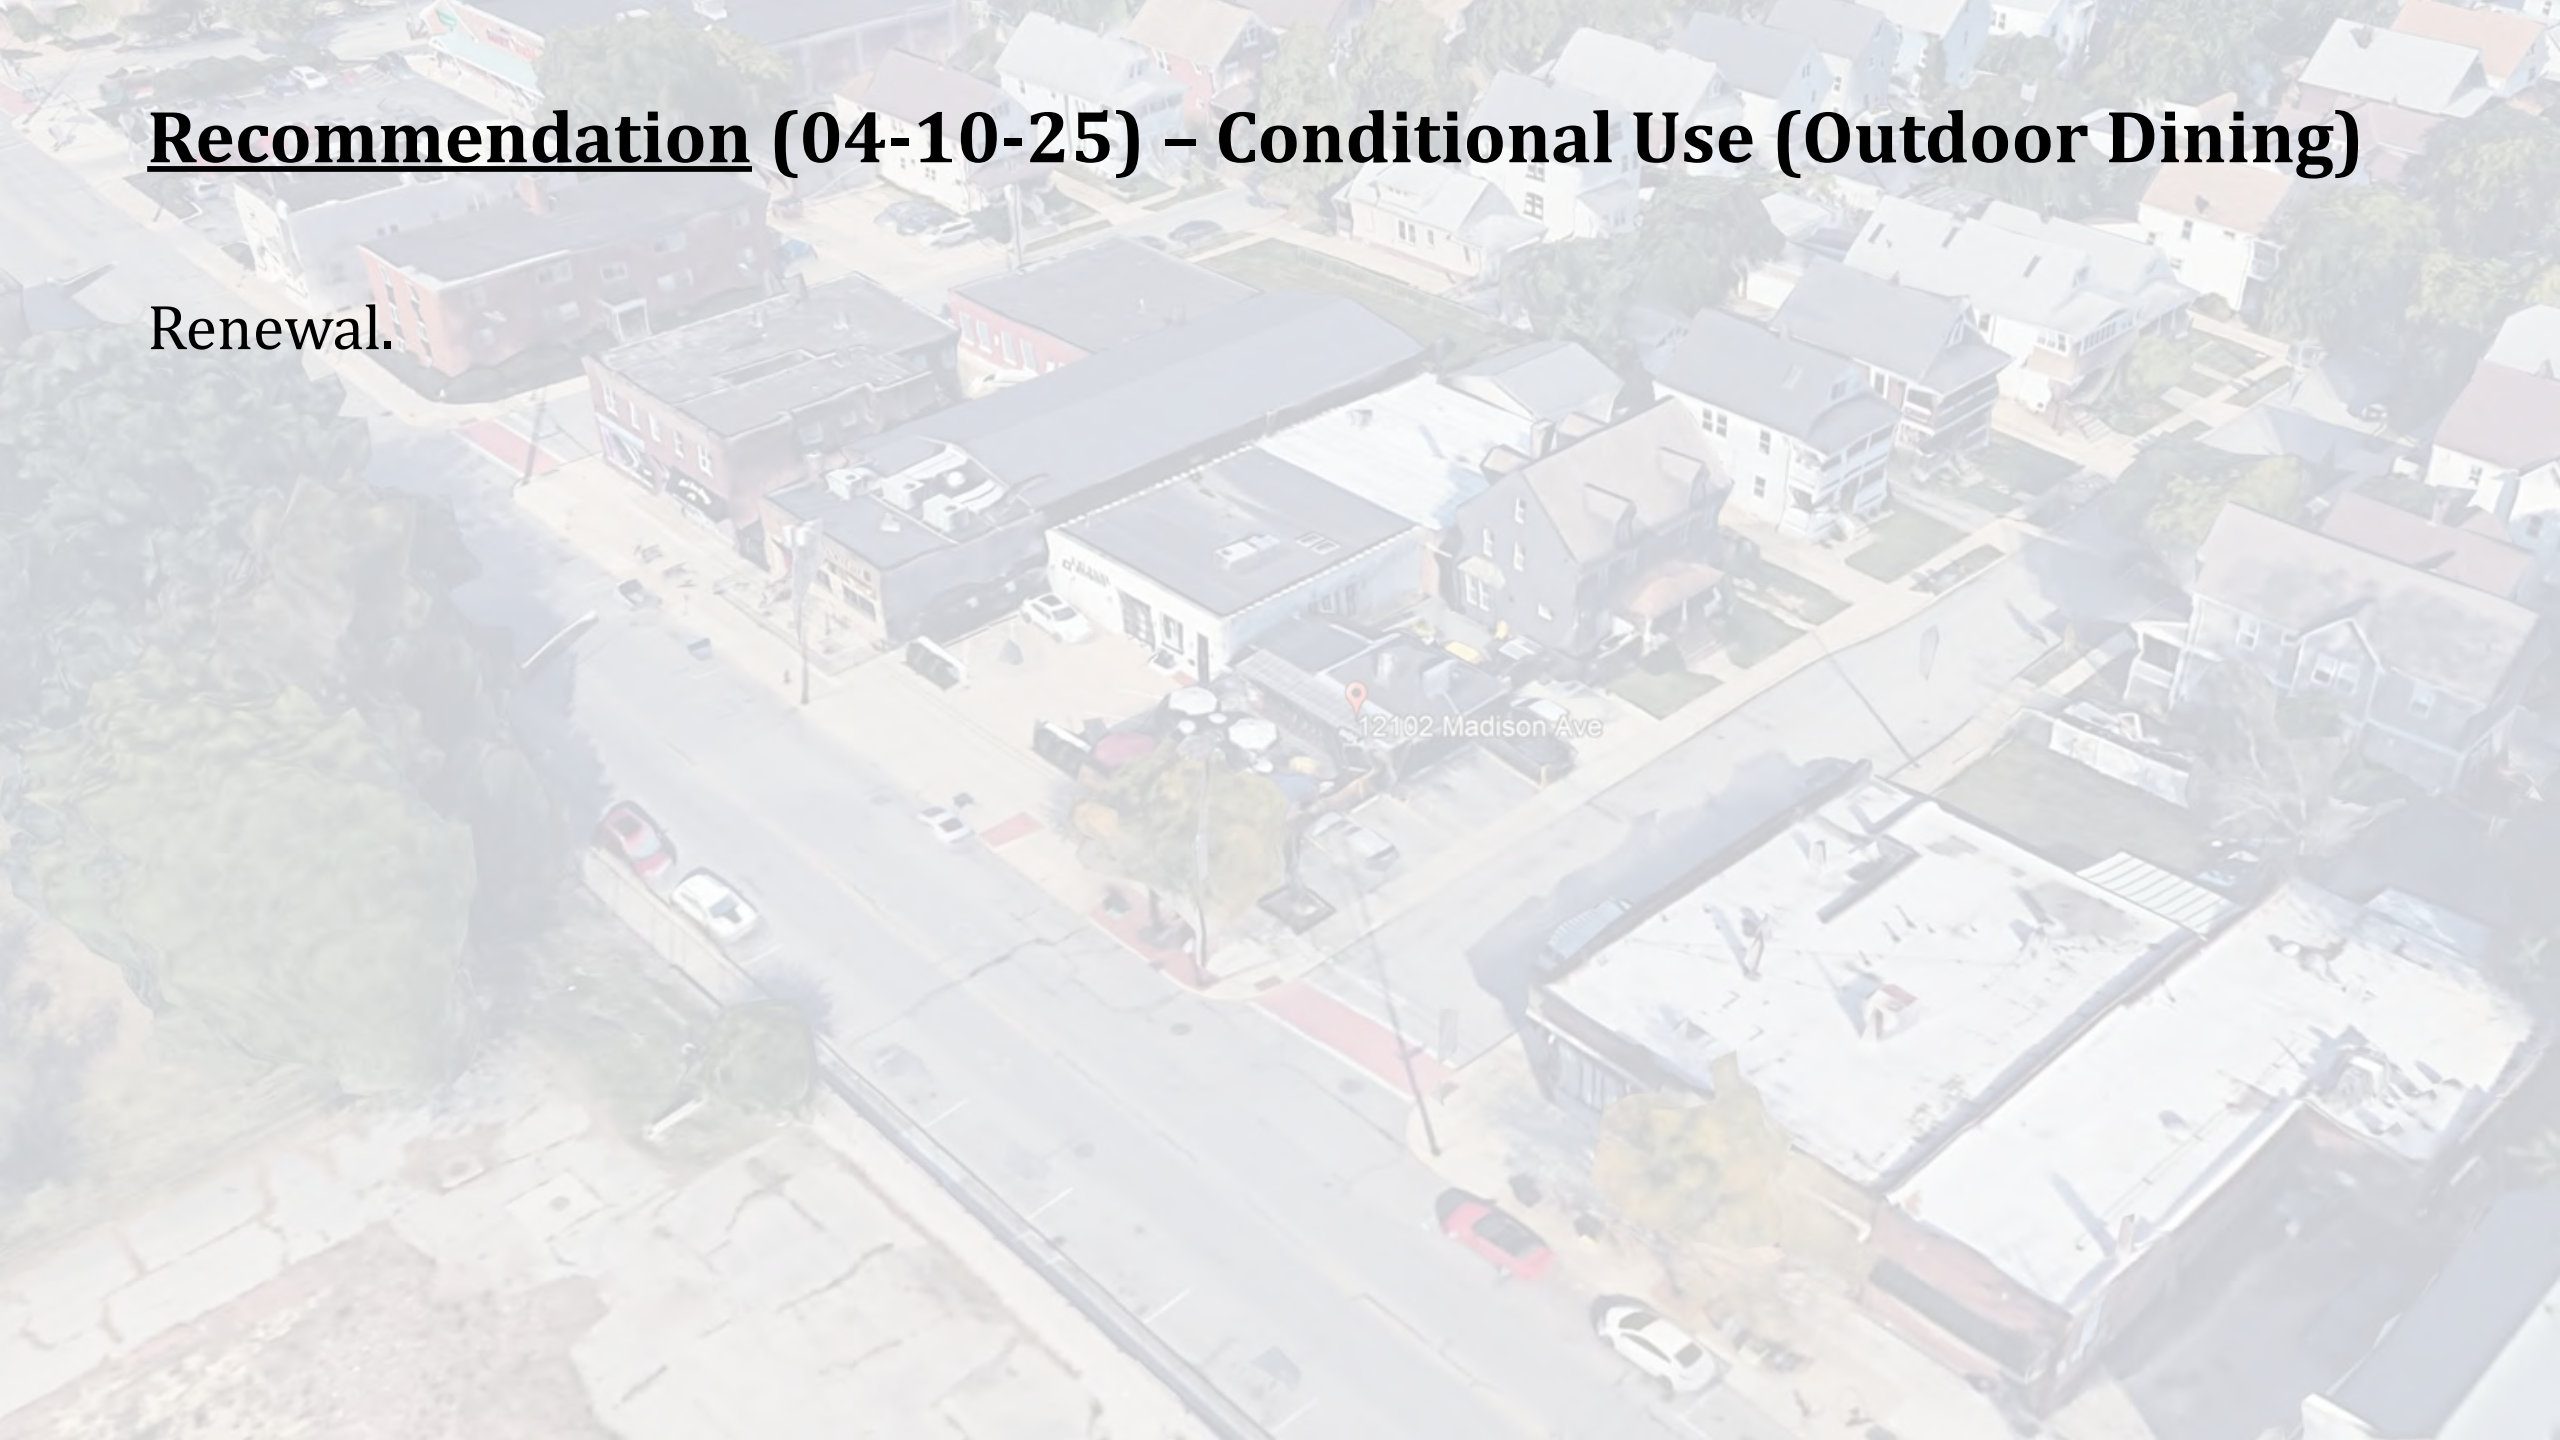 Recommendation (04-10-25) – Conditional Use (Outdoor Dining)
Renewal.
12102 Madison Ave